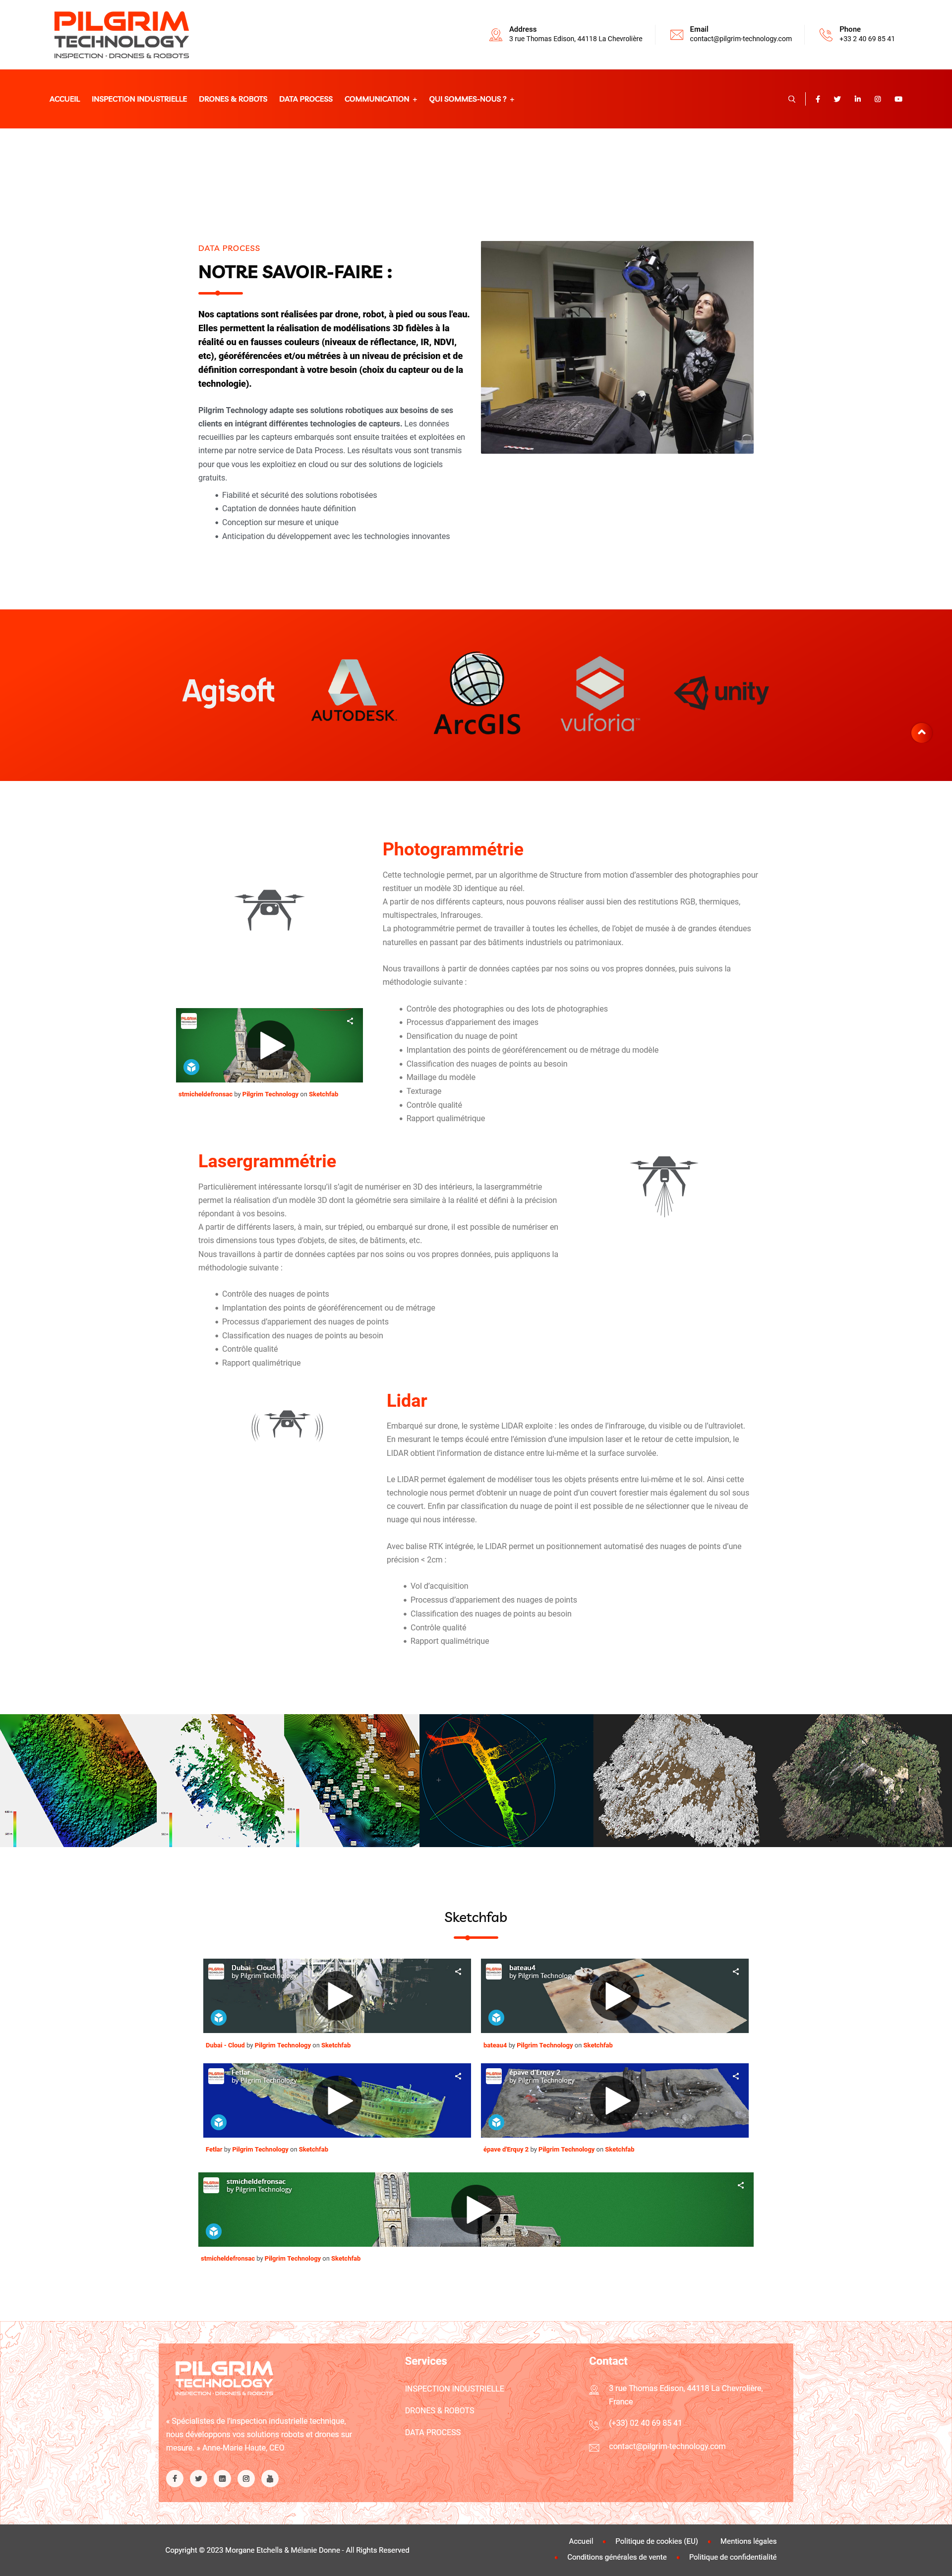 PILGRIM
TECHNOLOGY
INSPECTION · DRONES & ROBOTS
Address
3 rue Thomas Edison, 44118 La Chevrolière
Email
contact@pilgrim-technology.com
Phone
+33 2 40 69 85 41
ACCUEIL
INSPECTION INDUSTRIELLE
DRONES & ROBOTS
DATA PROCESS
COMMUNICATION +
QUI SOMMES-NOUS ? +
DATA PROCESS
NOTRE SAVOIR-FAIRE :
Nos captations sont réalisées par drone, robot, à pied ou sous l'eau.
Elles permettent la réalisation de modélisations 3D fidèles à la
réalité ou en fausses couleurs (niveaux de réflectance, IR, NDVI,
etc), géoréférencées et/ou métrées à un niveau de précision et de
définition correspondant à votre besoin (choix du capteur ou de la
technologie).
Pilgrim Technology adapte ses solutions robotiques aux besoins de ses
clients en intégrant différentes technologies de capteurs. Les données
recueillies par les capteurs embarqués sont ensuite traitées et exploitées en
interne par notre service de Data Process. Les résultats vous sont transmis
pour que vous les exploitiez en cloud ou sur des solutions de logiciels
gratuits.
Fiabilité et sécurité des solutions robotisées
Captation de données haute définition
Conception sur mesure et unique
Anticipation du développement avec les technologies innovantes
Agisoft
AUTODESK
ArcGIS
vuforia™
unity
Photogrammétrie
Cette technologie permet, par un algorithme de Structure from motion d'assembler des photographies pour
restituer un modèle 3D identique au réel.
A partir de nos différents capteurs, nous pouvons réaliser aussi bien des restitutions RGB, thermiques,
multispectrales, Infrarouges.
La photogrammétrie permet de travailler à toutes les échelles, de l'objet de musée à de grandes étendues
naturelles en passant par des bâtiments industriels ou patrimoniaux.
Nous travaillons à partir de données captées par nos soins ou vos propres données, puis suivons la
méthodologie suivante :
Contrôle des photographies ou des lots de photographies
Processus d'appariement des images
Densification du nuage de point
Implantation des points de géoréférencement ou de métrage du modèle
Classification des nuages de points au besoin
Maillage du modèle
Texturage
Contrôle qualité
Rapport qualimétrique
stmicheldefronsac by Pilgrim Technology on Sketchfab
Lasergrammétrie
Particulièrement intéressante lorsqu'il s'agit de numériser en 3D des intérieurs, la lasergrammétrie
permet la réalisation d'un modèle 3D dont la géométrie sera similaire à la réalité et défini à la précision
répondant à vos besoins.
A partir de différents lasers, à main, sur trépied, ou embarqué sur drone, il est possible de numériser en
trois dimensions tous types d'objets, de sites, de bâtiments, etc.
Nous travaillons à partir de données captées par nos soins ou vos propres données, puis appliquons la
méthodologie suivante :
Contrôle des nuages de points
Implantation des points de géoréférencement ou de métrage
Processus d'appariement des nuages de points
Classification des nuages de points au besoin
Contrôle qualité
Rapport qualimétrique
Lidar
Embarqué sur drone, le système LIDAR exploite : les ondes de l'infrarouge, du visible ou de l'ultraviolet.
En mesurant le temps écoulé entre l'émission d'une impulsion laser et le retour de cette impulsion, le
LIDAR obtient l'information de distance entre lui-même et la surface survolée.
Le LIDAR permet également de modéliser tous les objets présents entre lui-même et le sol. Ainsi cette
technologie nous permet d'obtenir un nuage de point d'un couvert forestier mais également du sol sous
ce couvert. Enfin par classification du nuage de point il est possible de ne sélectionner que le niveau de
nuage qui nous intéresse.
Avec balise RTK intégrée, le LIDAR permet un positionnement automatisé des nuages de points d'une
précision < 2cm :
Vol d'acquisition
Processus d'appariement des nuages de points
Classification des nuages de points au besoin
Contrôle qualité
Rapport qualimétrique
Sketchfab
Dubai - Cloud
by Pilgrim Technology
Dubai - Cloud by Pilgrim Technology on Sketchfab
bateau4
by Pilgrim Technology
bateau4 by Pilgrim Technology on Sketchfab
Fetlar
by Pilgrim Technology
Fetlar by Pilgrim Technology on Sketchfab
épave d'Erquy 2
by Pilgrim Technology
épave d'Erquy 2 by Pilgrim Technology on Sketchfab
stmicheldefronsac
by Pilgrim Technology
stmicheldefronsac by Pilgrim Technology on Sketchfab
PILGRIM
TECHNOLOGY
INSPECTION · DRONES & ROBOTS
« Spécialistes de l'inspection industrielle technique,
nous développons vos solutions robots et drones sur
mesure. » Anne-Marie Haute, CEO
Services
INSPECTION INDUSTRIELLE
DRONES & ROBOTS
DATA PROCESS
Contact
3 rue Thomas Edison, 44118 La Chevrolière,
France
(+33) 02 40 69 85 41
contact@pilgrim-technology.com
Copyright © 2023 Morgane Etchells & Mélanie Donne - All Rights Reserved
Accueil
Politique de cookies (EU)
Mentions légales
Conditions générales de vente
Politique de confidentialité